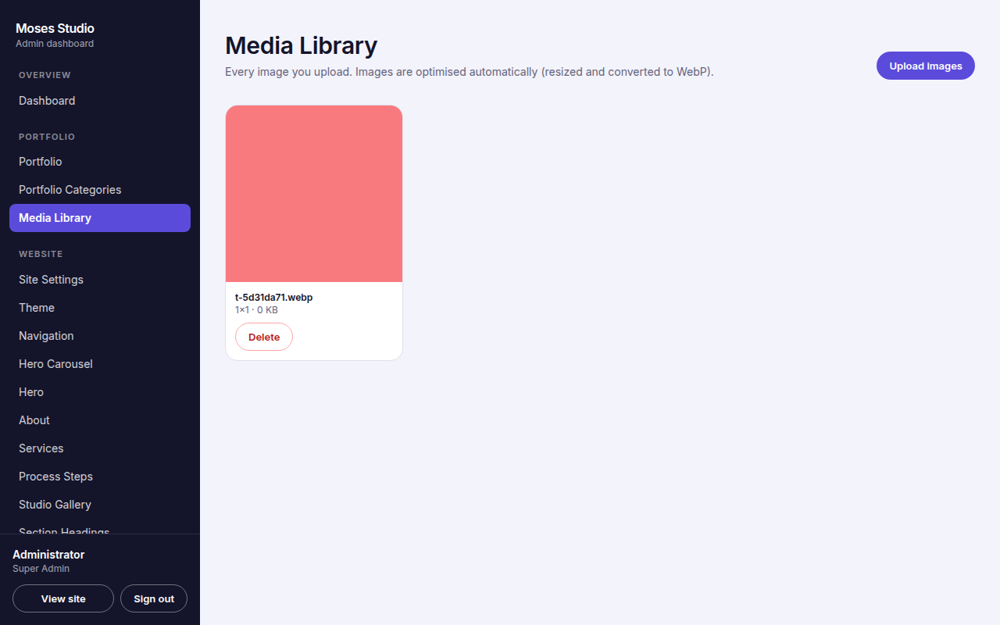 Moses Studio
Admin dashboard
OVERVIEW
Dashboard
PORTFOLIO
Portfolio
Portfolio Categories
Media Library
WEBSITE
Site Settings
Theme
Navigation
Hero Carousel
Hero
About
Services
Process Steps
Studio Gallery
Section Headings
Administrator
Super Admin
View site
Sign out
Media Library
Every image you upload. Images are optimised automatically (resized and converted to WebP).
Upload Images
t-5d31da71.webp
1×1 · 0 KB
Delete